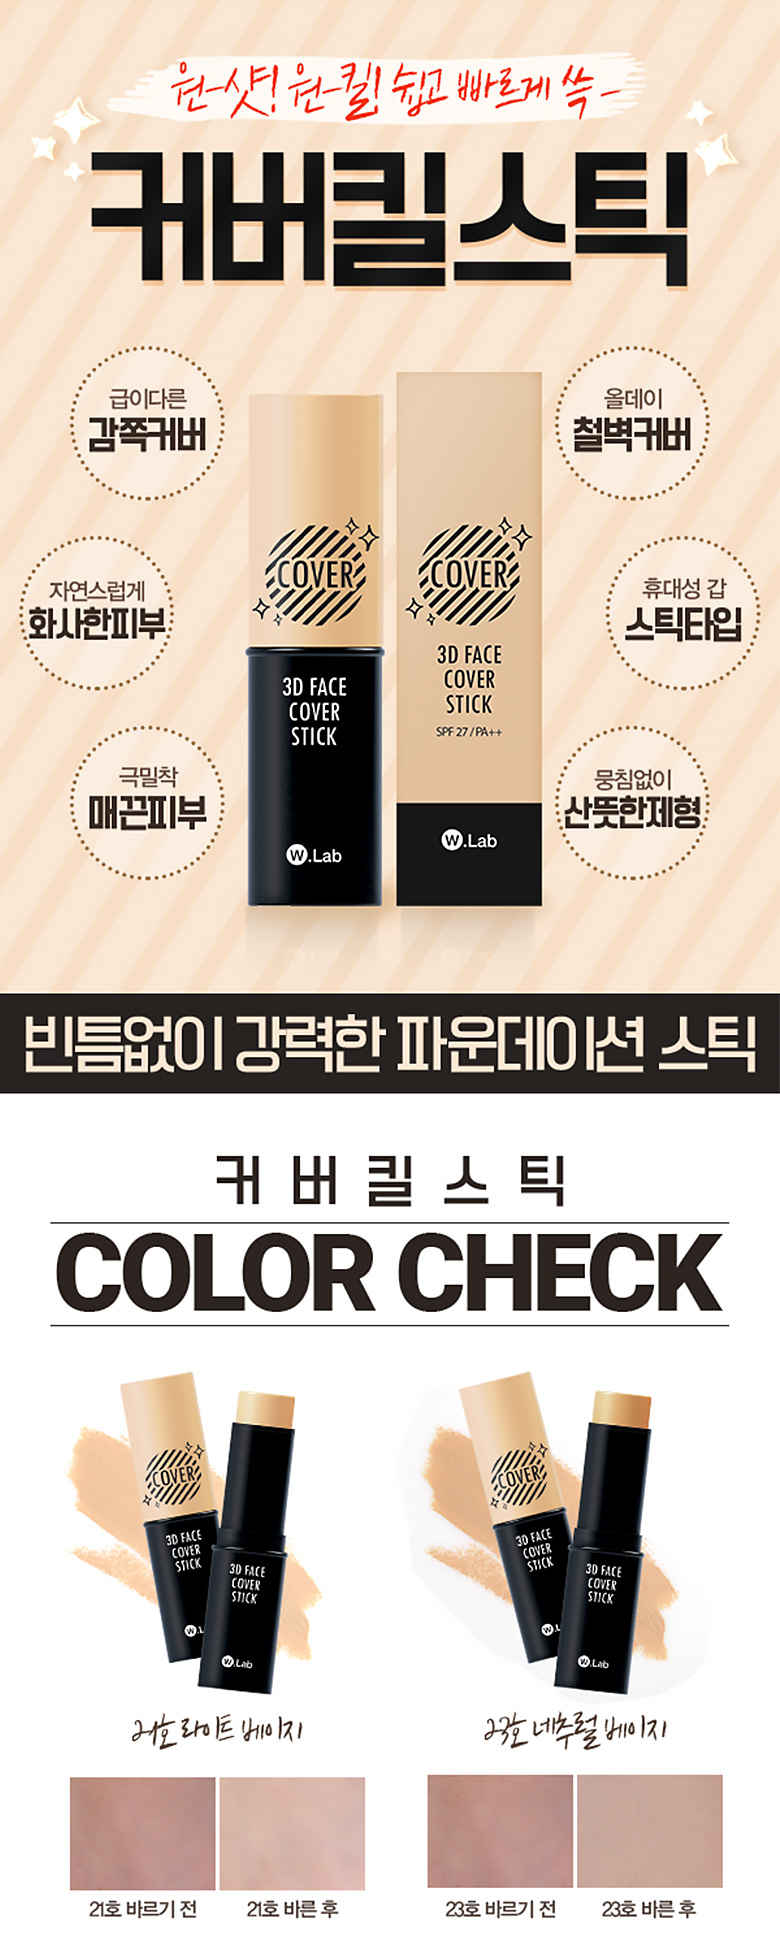 원-샷! 원-킬! 쉽고 빠르게 쓱-
커버킬스틱
급이다른
감쪽커버
올데이
철벽커버
자연스럽게
화사한피부
휴대성 갑
스틱타입
극밀착
매끈피부
뭉침없이
산뜻한제형
COVER
3D FACE
COVER
STICK
W.Lab
COVER
3D FACE
COVER
STICK
SPF 27 / PA++
W.Lab
빈틈없이 강력한 파운데이션 스틱
커버킬스틱
COLOR CHECK
COVER
3D FACE
COVER
STICK
W.L
3D FACE
COVER
STICK
W.Lab
COVER
3D FACE
COVER
STICK
W.L
3D FACE
COVER
STICK
W.Lab
21호 라이트 베이지
23호 네추럴 베이지
21호 바르기 전
21호 바른 후
23호 바르기 전
23호 바른 후